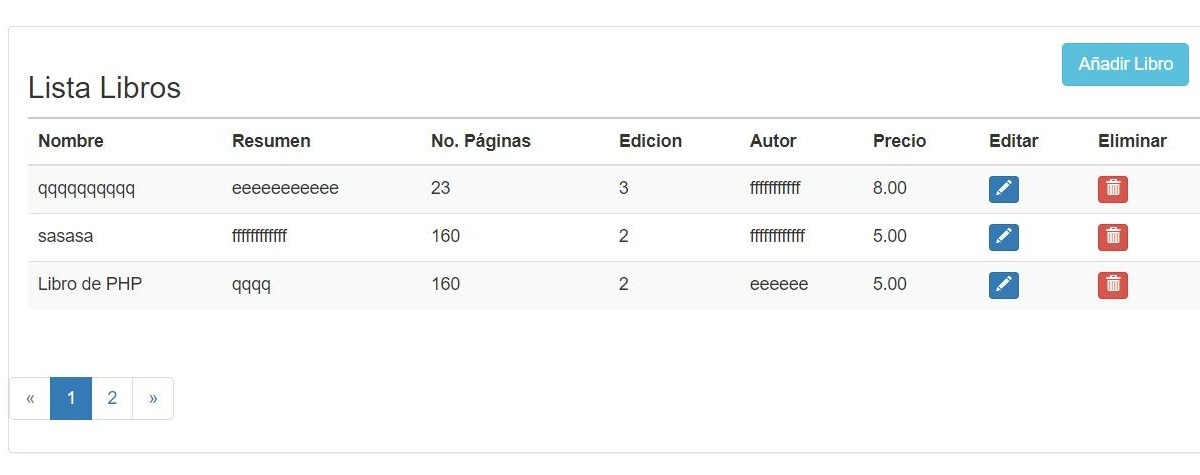 Añadir Libro
Lista Libros
Nombre Resumen No. Páginas Edicion Autor Precio Editar Eliminar
qqqqqqqqqq eeeeeeeeeee 23 3 fffffffffff 8.00
sasasa ffffffffffff 160 2 ffffffffffff 5.00
Libro de PHP qqqq 160 2 eeeeee 5.00
« 1 2 »